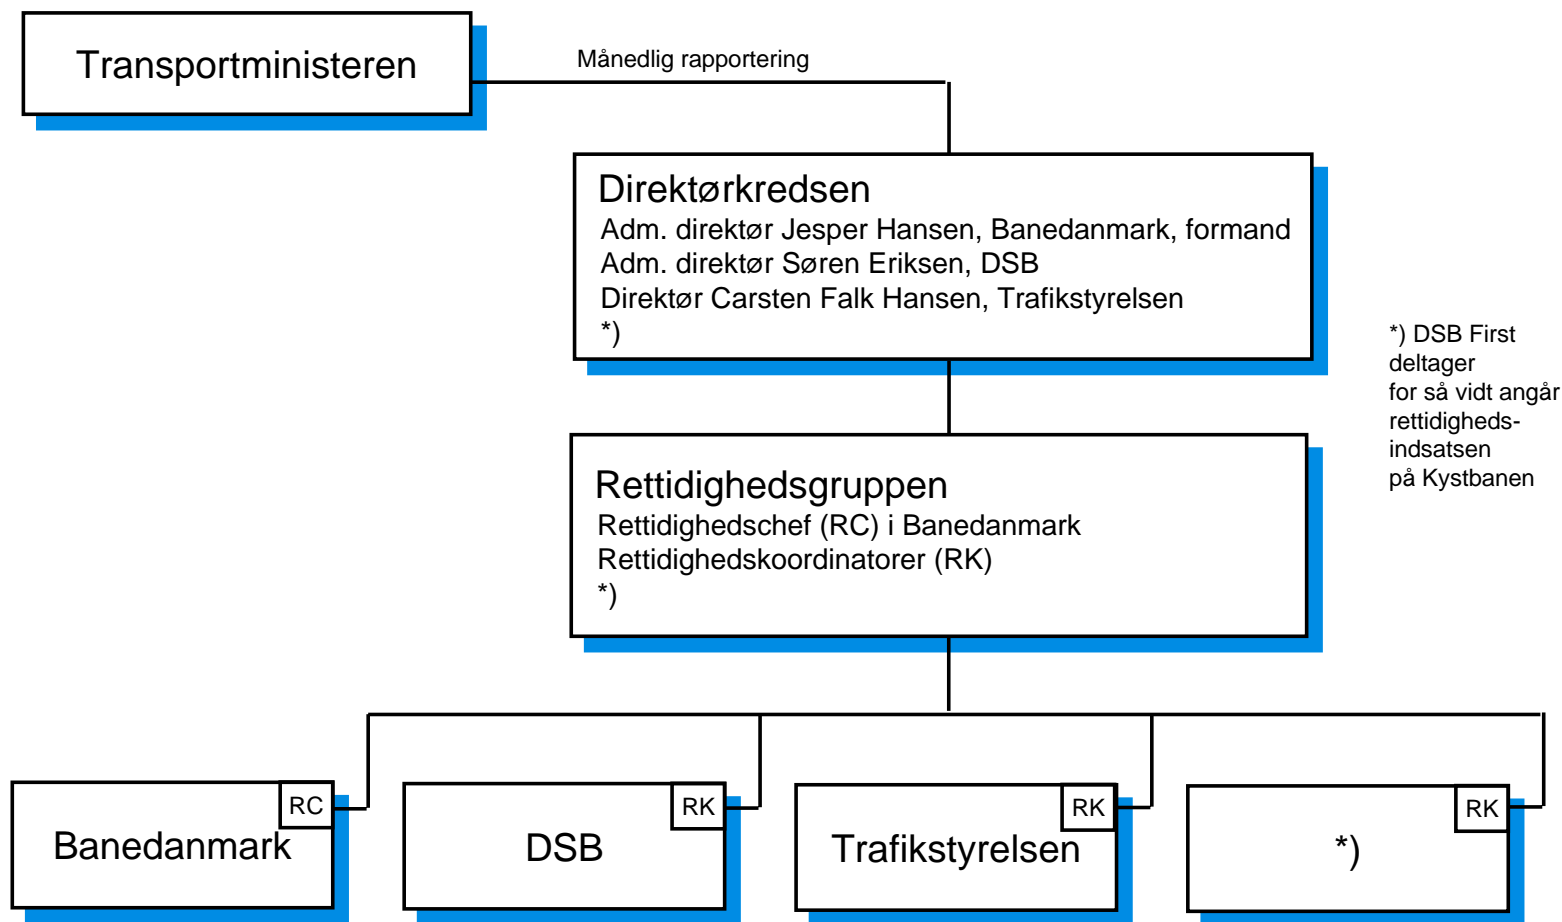 Transportministeren
Månedlig rapportering
Direktørkredsen
Adm. direktør Jesper Hansen, Banedanmark, formand
Adm. direktør Søren Eriksen, DSB
Direktør Carsten Falk Hansen, Trafikstyrelsen
*)
*) DSB First
deltager
for så vidt angår
rettidigheds-
indsatsen
på Kystbanen
Rettidighedsgruppen
Rettidighedschef (RC) i Banedanmark
Rettidighedskoordinatorer (RK)
*)
RC
Banedanmark
RK
DSB
RK
Trafikstyrelsen
RK
*)